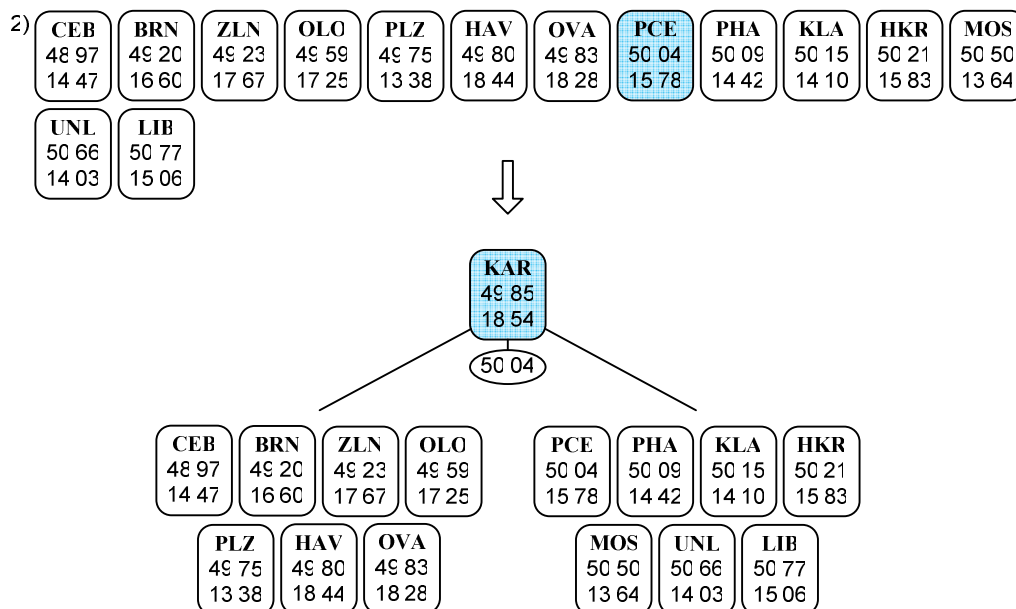 2) CEB BRN ZLN OLO PLZ HAV OVA PCE PHA KLA HKR MOS
48 97 49 20 49 23 49 59 49 75 49 80 49 83 50 04 50 09 50 15 50 21 50 50
14 47 16 60 17 67 17 25 13 38 18 44 18 28 15 78 14 42 14 10 15 83 13 64
UNL LIB
50 66 50 77
14 03 15 06
KAR
49 85
18 54
50 04
CEB BRN ZLN OLO PCE PHA KLA HKR
48 97 49 20 49 23 49 59 50 04 50 09 50 15 50 21
14 47 16 60 17 67 17 25 15 78 14 42 14 10 15 83
PLZ HAV OVA MOS UNL LIB
49 75 49 80 49 83 50 50 50 66 50 77
13 38 18 44 18 28 13 64 14 03 15 06